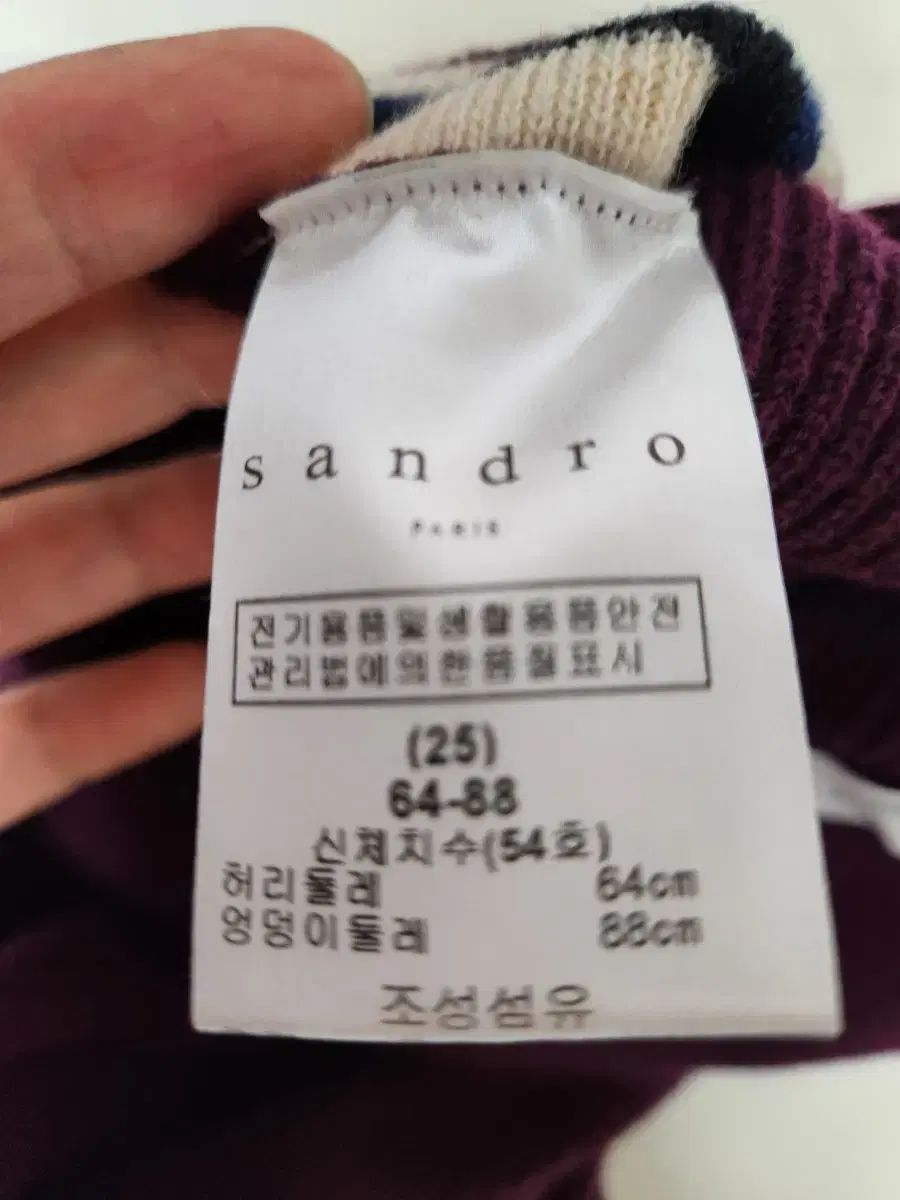 sandro
PARIS
전기용품및생활용품안전
관리법에의한품질표시
(25)
64-88
신체치수(54호)
허리둘레 64cm
엉덩이둘레 88cm
조성섬유